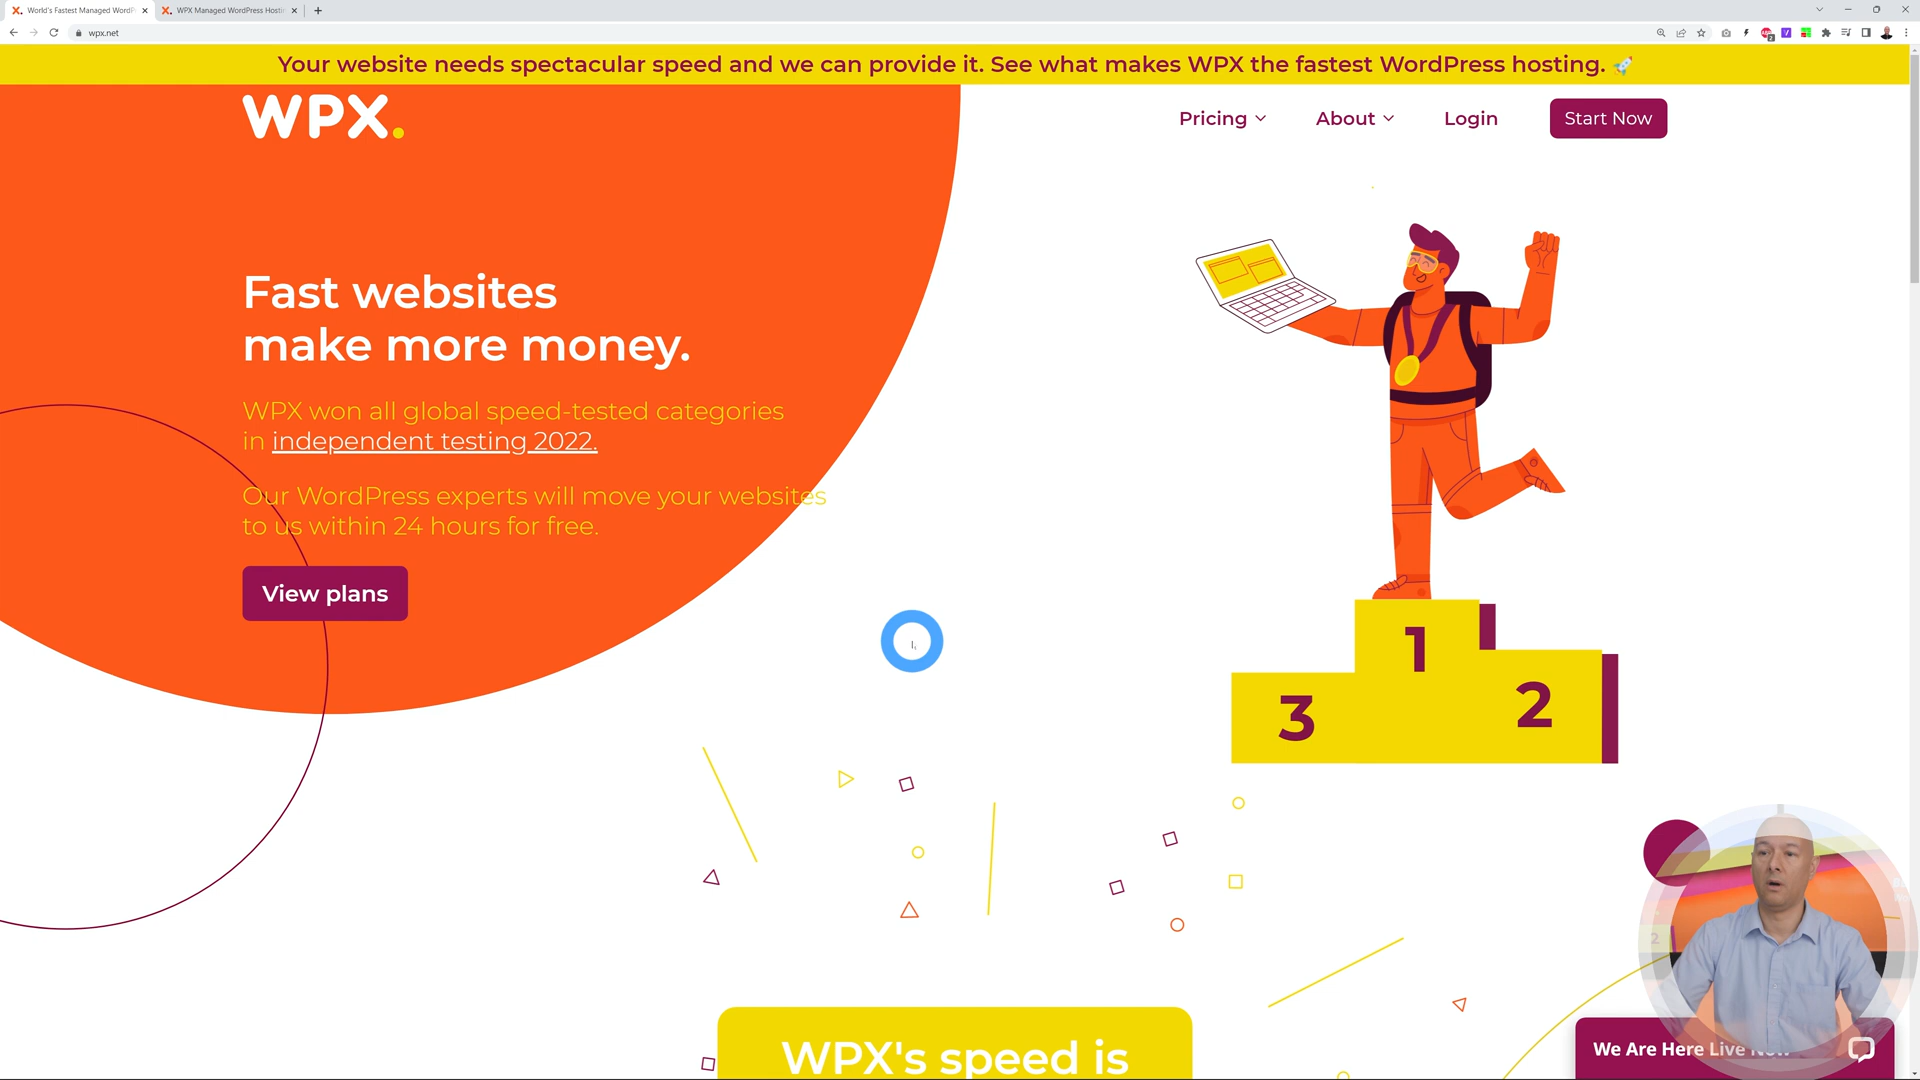 World's Fastest Managed WordP
WPX Managed WordPress Hosti
wpx.net
Your website needs spectacular speed and we can provide it. See what makes WPX the fastest WordPress hosting. 🚀
WPX.
Pricing
About
Login
Start Now
Fast websites
make more money.
WPX won all global speed-tested categories
in independent testing 2022.
Our WordPress experts will move your websites
to us within 24 hours for free.
View plans
1
2
3
2
WPX's speed is
We Are Here Live Now